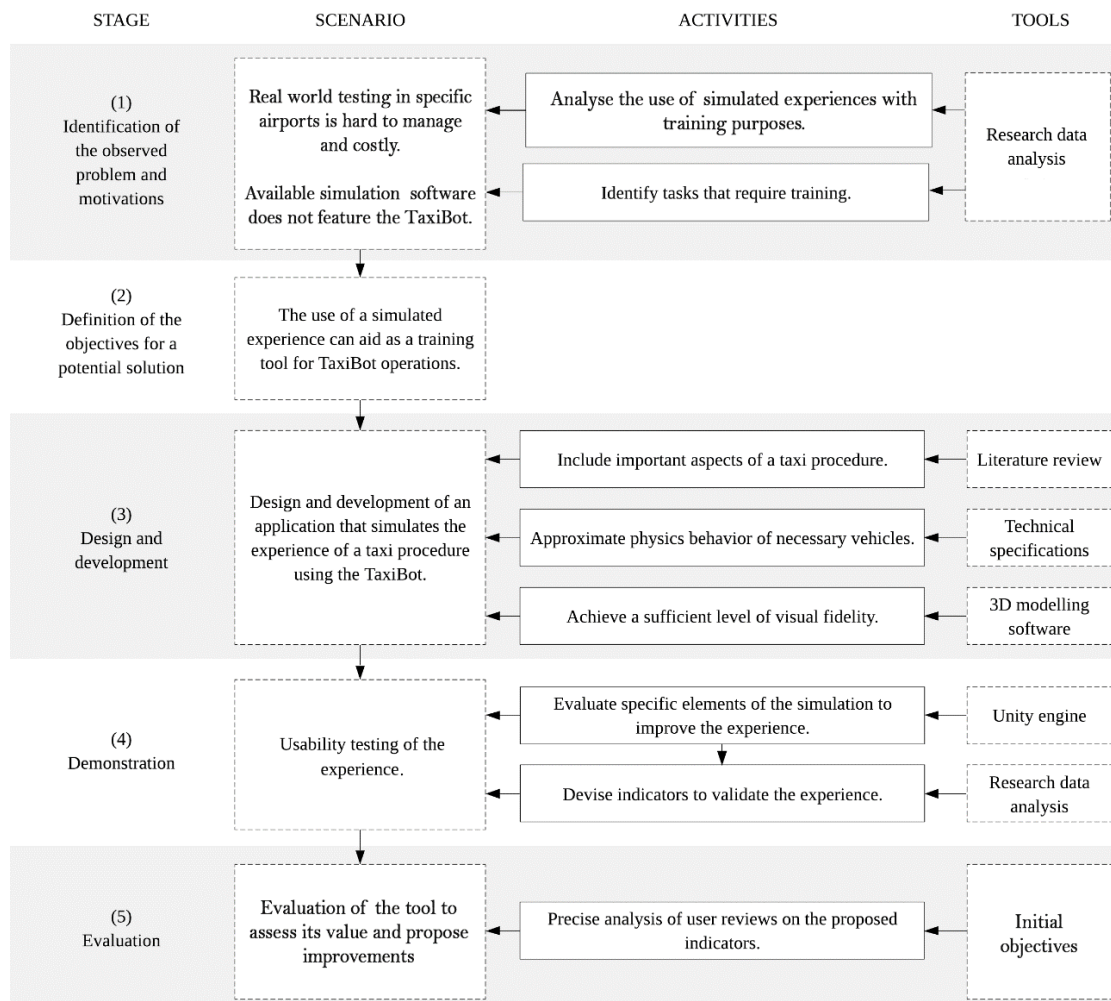 STAGE
SCENARIO
ACTIVITIES
TOOLS
(1)
Identification of
the observed
problem and
motivations
Real world testing in specific
airports is hard to manage
and costly.
Available simulation software
does not feature the TaxiBot.
Analyse the use of simulated experiences with
training purposes.
Identify tasks that require training.
Research data
analysis
(2)
Definition of the
objectives for a
potential solution
The use of a simulated
experience can aid as a training
tool for TaxiBot operations.
(3)
Design and
development
Design and development of an
application that simulates the
experience of a taxi procedure
using the TaxiBot.
Include important aspects of a taxi procedure.
Approximate physics behavior of necessary vehicles.
Achieve a sufficient level of visual fidelity.
Literature review
Technical
specifications
3D modelling
software
(4)
Demonstration
Usability testing of the
experience.
Evaluate specific elements of the simulation to
improve the experience.
Devise indicators to validate the experience.
Unity engine
Research data
analysis
(5)
Evaluation
Evaluation of the tool to
assess its value and propose
improvements
Precise analysis of user reviews on the proposed
indicators.
Initial
objectives